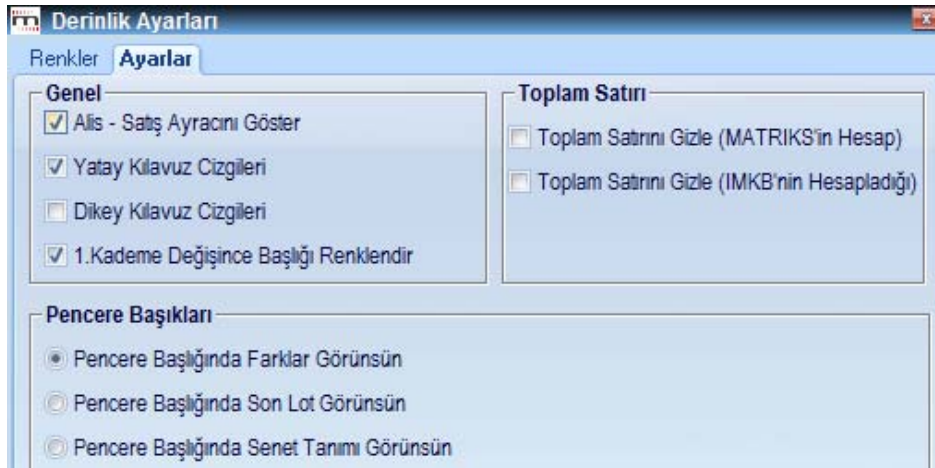 Derinlik Ayarları
Renkler Ayarlar
Genel
Alis - Satış Ayracını Göster
Yatay Kılavuz Cizgileri
Dikey Kılavuz Cizgileri
1.Kademe Değişince Başlığı Renklendir
Toplam Satırı
Toplam Satırını Gizle (MATRIKS'in Hesap)
Toplam Satırını Gizle (IMKB'nin Hesapladığı)
Pencere Başıkları
Pencere Başlığında Farklar Görünsün
Pencere Başlığında Son Lot Görünsün
Pencere Başlığında Senet Tanımı Görünsün